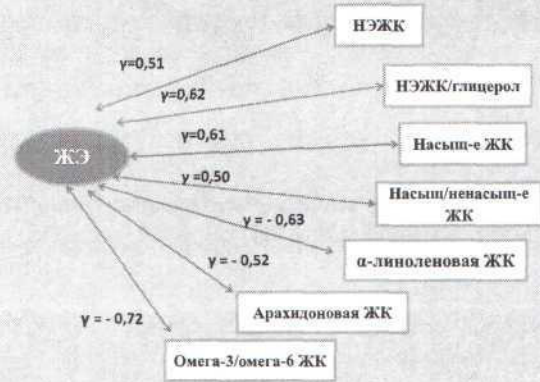 НЭЖК
γ=0,51
γ=0,62
НЭЖК/глицерол
γ=0,61
ЖЭ
Насыщ-е ЖК
γ=0,50
Насыщ/ненасыщ-е
ЖК
γ = - 0,63
α-линоленовая ЖК
γ = - 0,52
Арахидоновая ЖК
γ = - 0,72
Омега-3/омега-6 ЖК